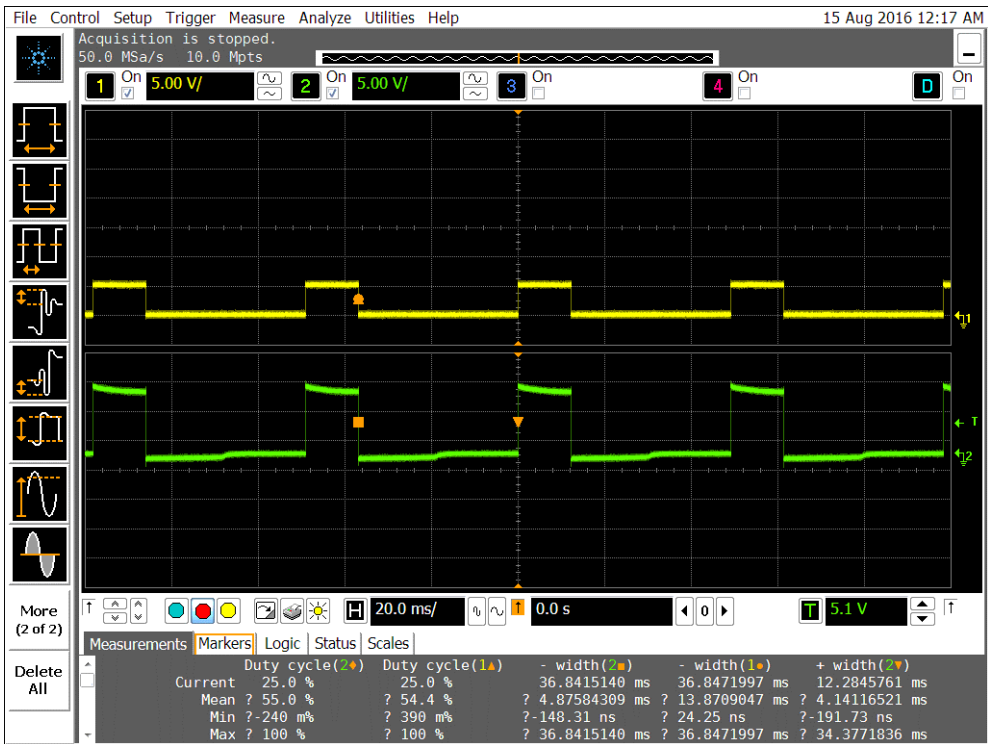 File Control Setup Trigger Measure Analyze Utilities Help 15 Aug 2016 12:17 AM
Acquisition is stopped.
50.0 MSa/s 10.0 Mpts
1 On 5.00 V/ 2 On 5.00 V/ 3 On 4 On D On
1
T
2
More
(2 of 2)
Delete
All
H 20.0 ms/ 0.0 s 0 T 5.1 V
Measurements Markers Logic Status Scales
Duty cycle(2♦) Duty cycle(1▲) - width(2■) - width(1●) + width(2▼)
Current 25.0 % 25.0 % 36.8415140 ms 36.8471997 ms 12.2845761 ms
Mean ? 55.0 % ? 54.4 % ? 4.87584309 ms ? 13.8709047 ms ? 4.14116521 ms
Min ?-240 m% ? 390 m% ?-148.31 ns ? 24.25 ns ?-191.73 ns
Max ? 100 % ? 100 % ? 36.8415140 ms ? 36.8471997 ms ? 34.3771836 ms